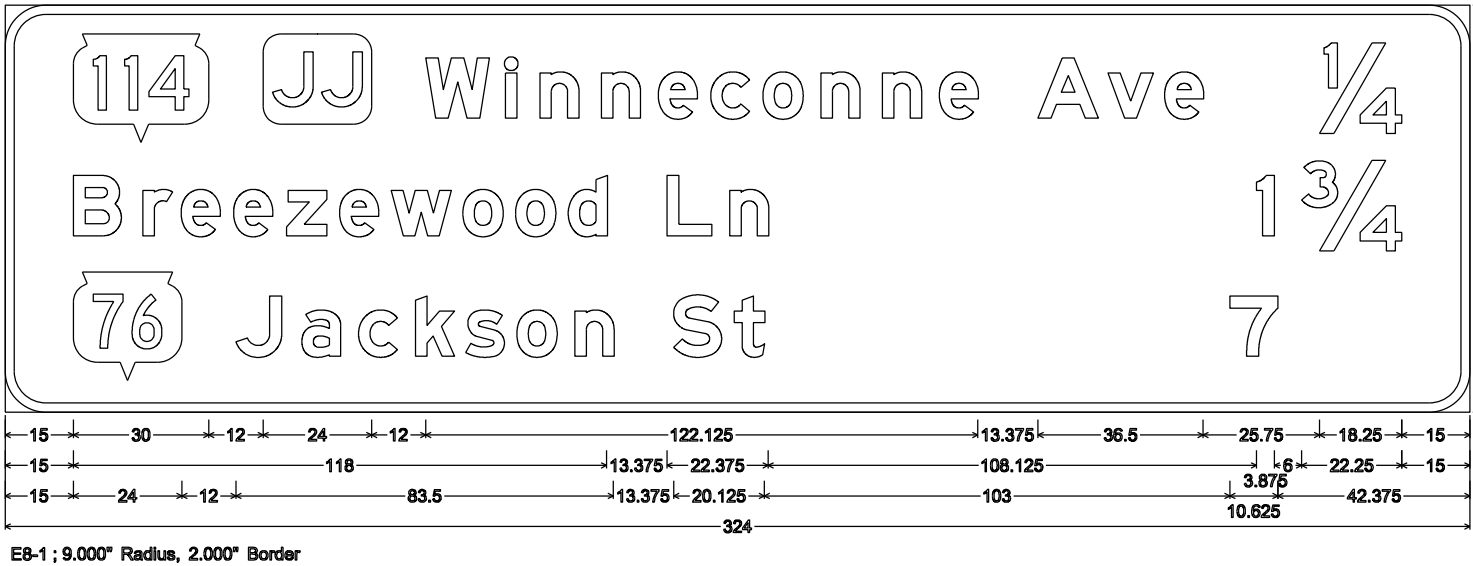 114 JJ Winneconne Ave 1/4
Breezewood Ln 1 3/4
76 Jackson St 7
15 30 12 24 12 122.125 13.375 36.5 25.75 18.25 15
15 118 13.375 22.375 108.125 6 22.25 15
3.875
15 24 12 83.5 13.375 20.125 103 42.375
10.625
324
E8-1 ; 9.000" Radius, 2.000" Border